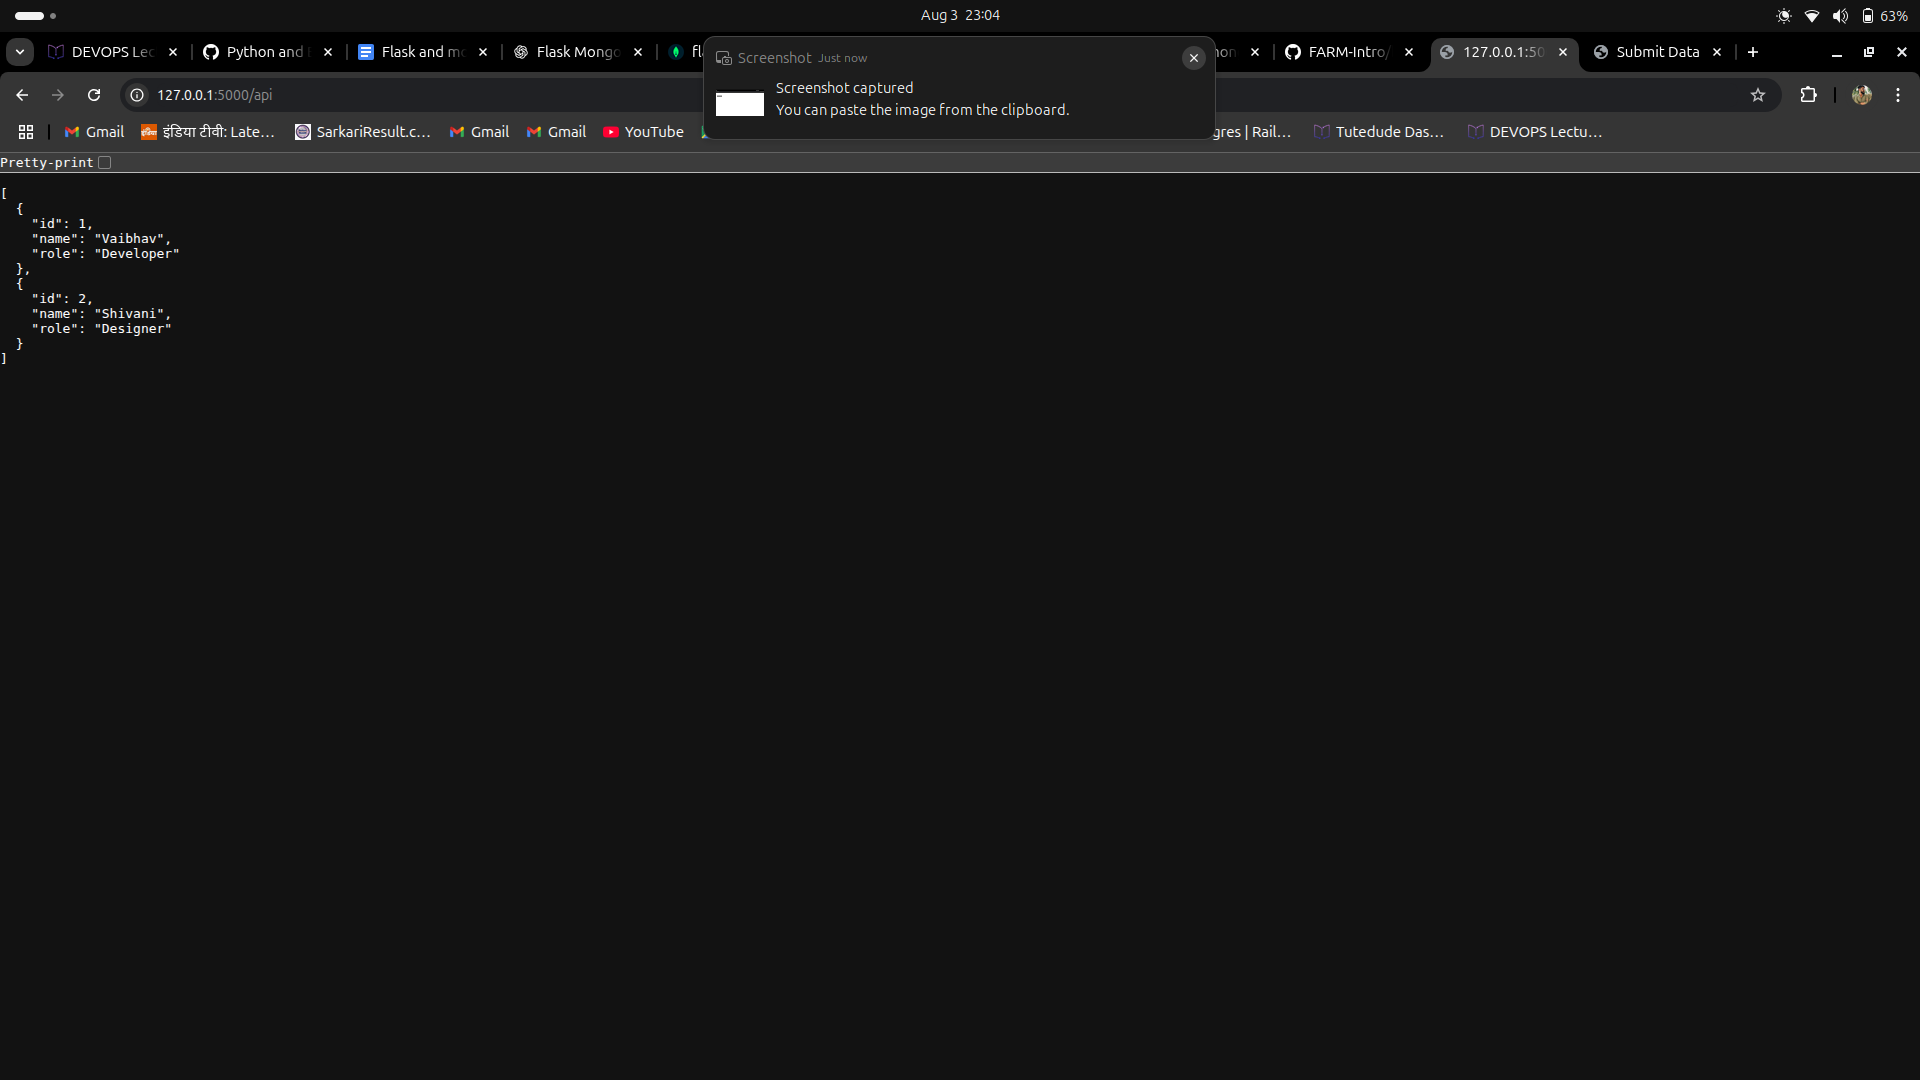 Aug 3 23:04
63%
DEVOPS Lec
Python and
Flask and mo
Flask Mongo
FARM-Intro/
127.0.0.1:50
Submit Data
Screenshot Just now
Screenshot captured
You can paste the image from the clipboard.
127.0.0.1:5000/api
Gmail
इंडिया टीवी: Late...
SarkariResult.c...
Gmail
Gmail
YouTube
gres | Rail...
Tutedude Das...
DEVOPS Lectu...
Pretty-print
[
{
"id": 1,
"name": "Vaibhav",
"role": "Developer"
},
{
"id": 2,
"name": "Shivani",
"role": "Designer"
}
]